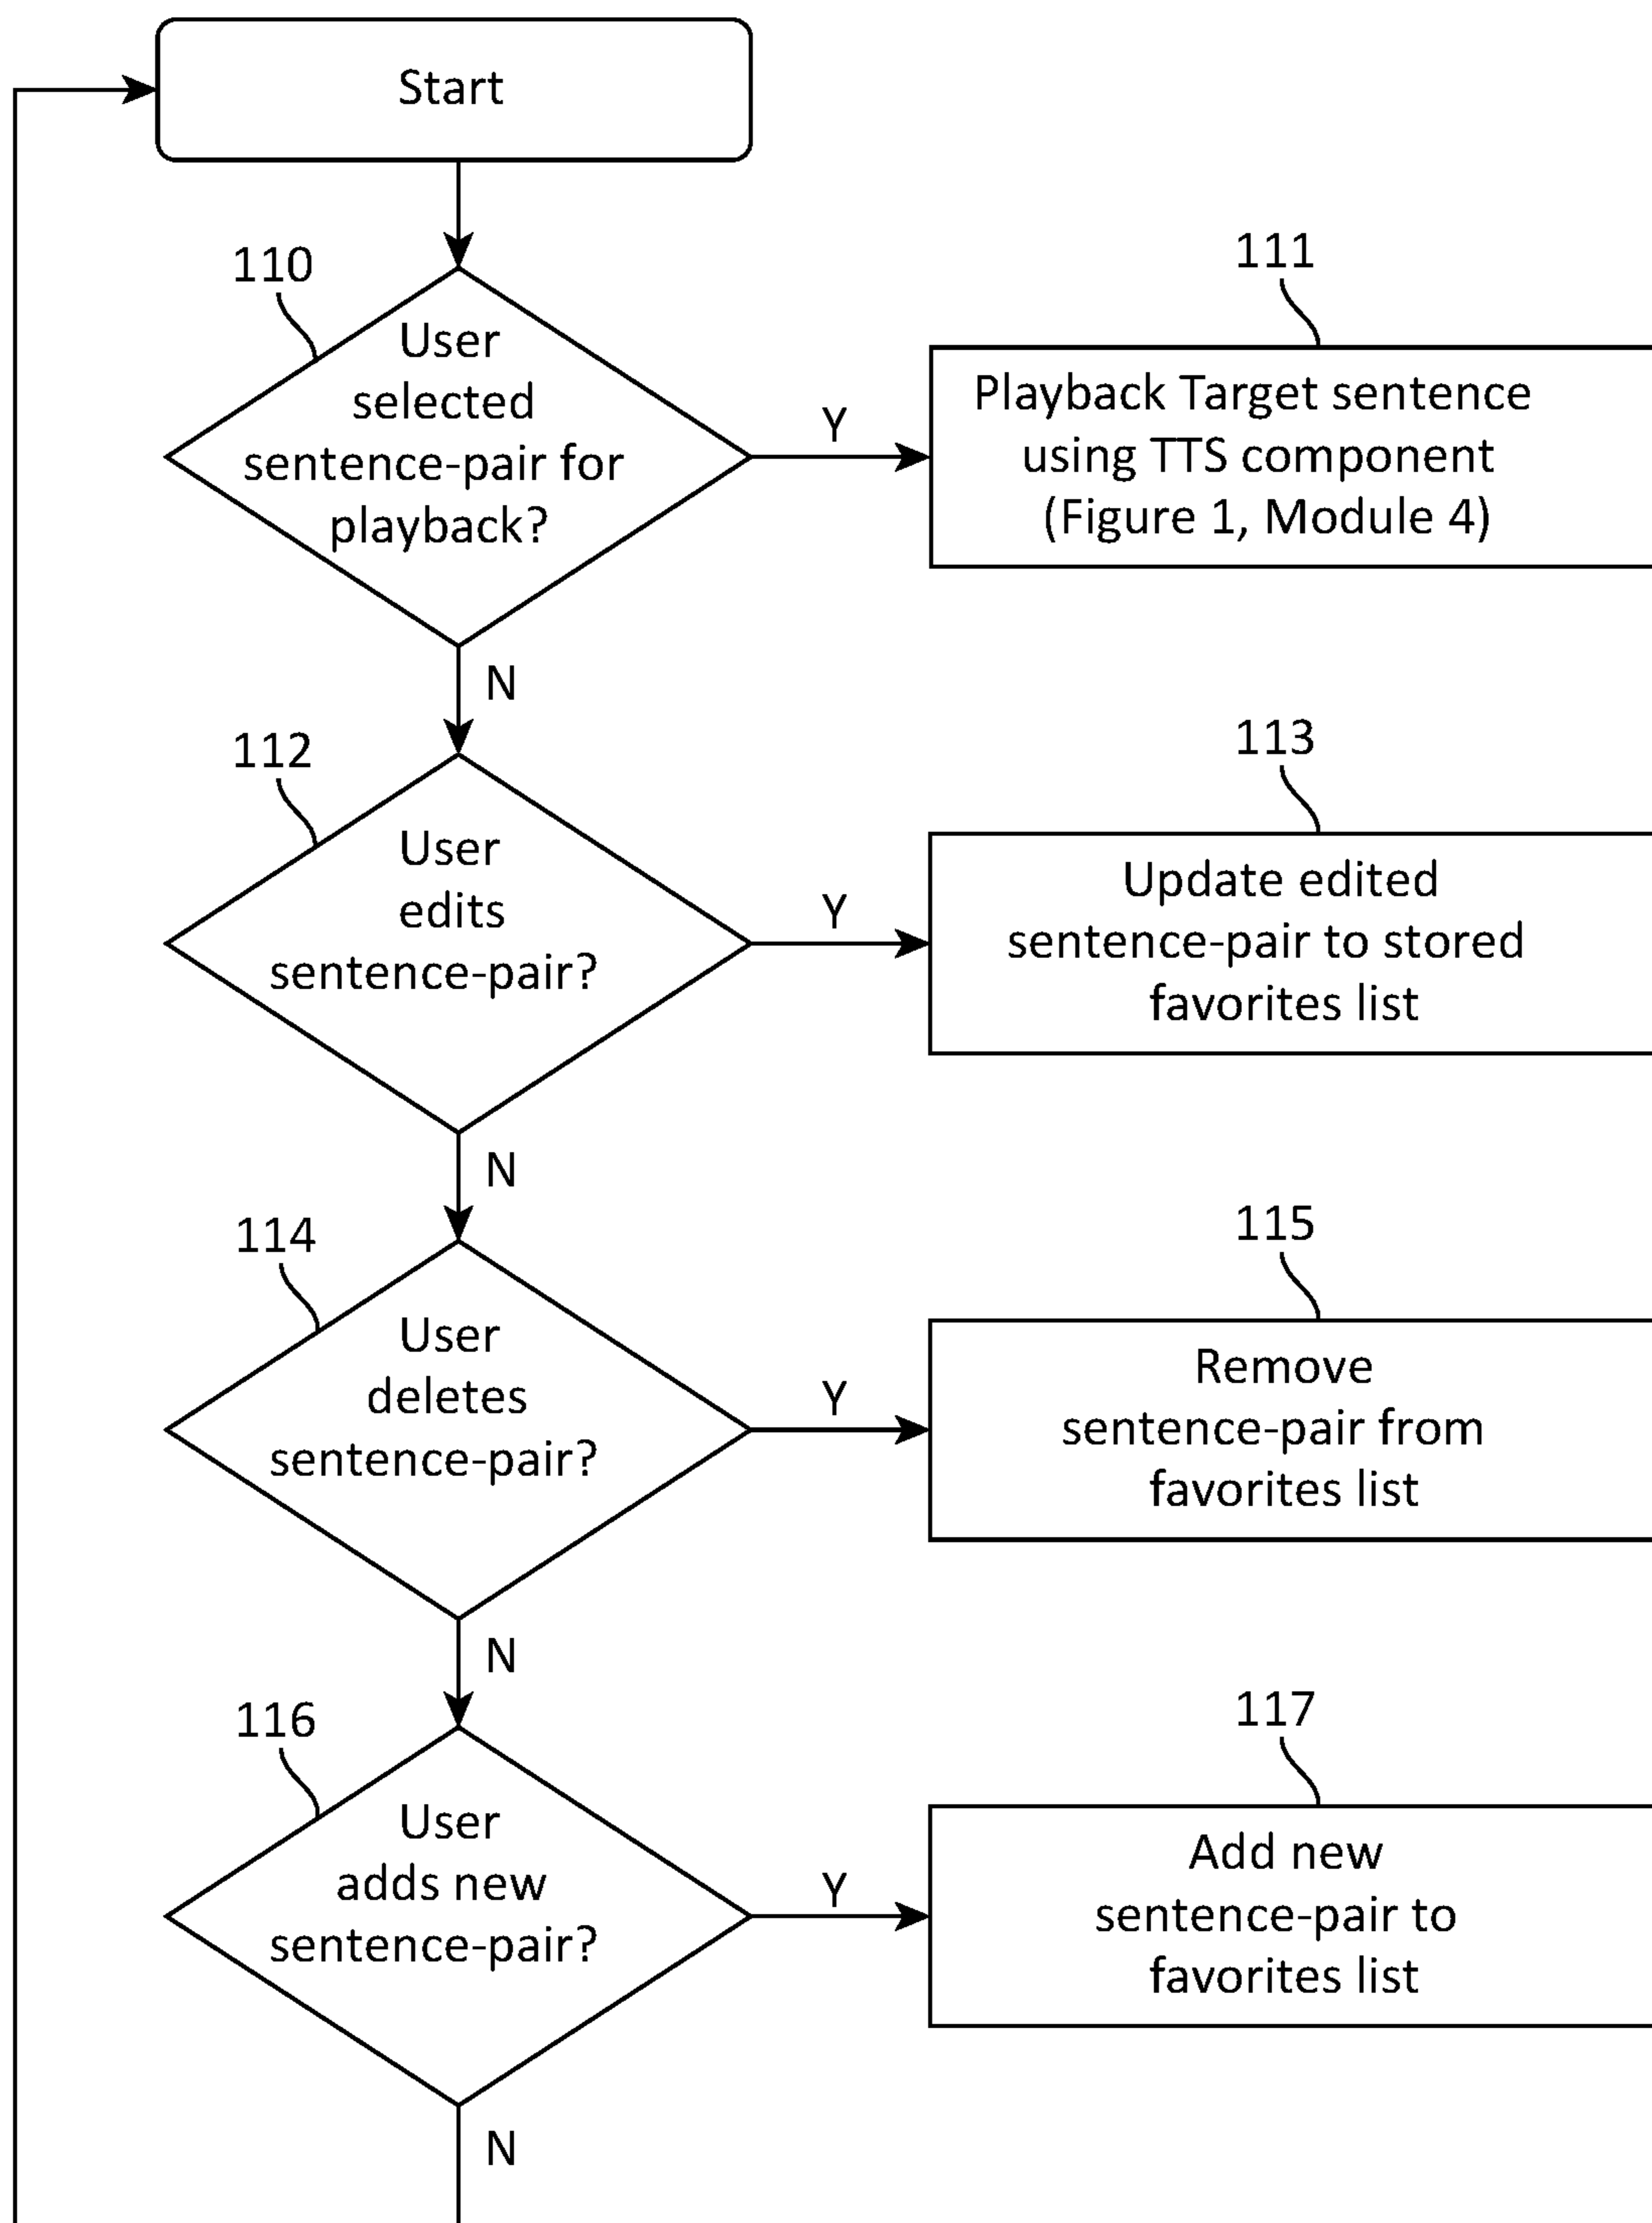 Start
110
User
selected
sentence-pair for
playback?
Y
111
Playback Target sentence
using TTS component
(Figure 1, Module 4)
N
112
User
edits
sentence-pair?
Y
113
Update edited
sentence-pair to stored
favorites list
N
114
User
deletes
sentence-pair?
Y
115
Remove
sentence-pair from
favorites list
N
116
User
adds new
sentence-pair?
Y
117
Add new
sentence-pair to
favorites list
N